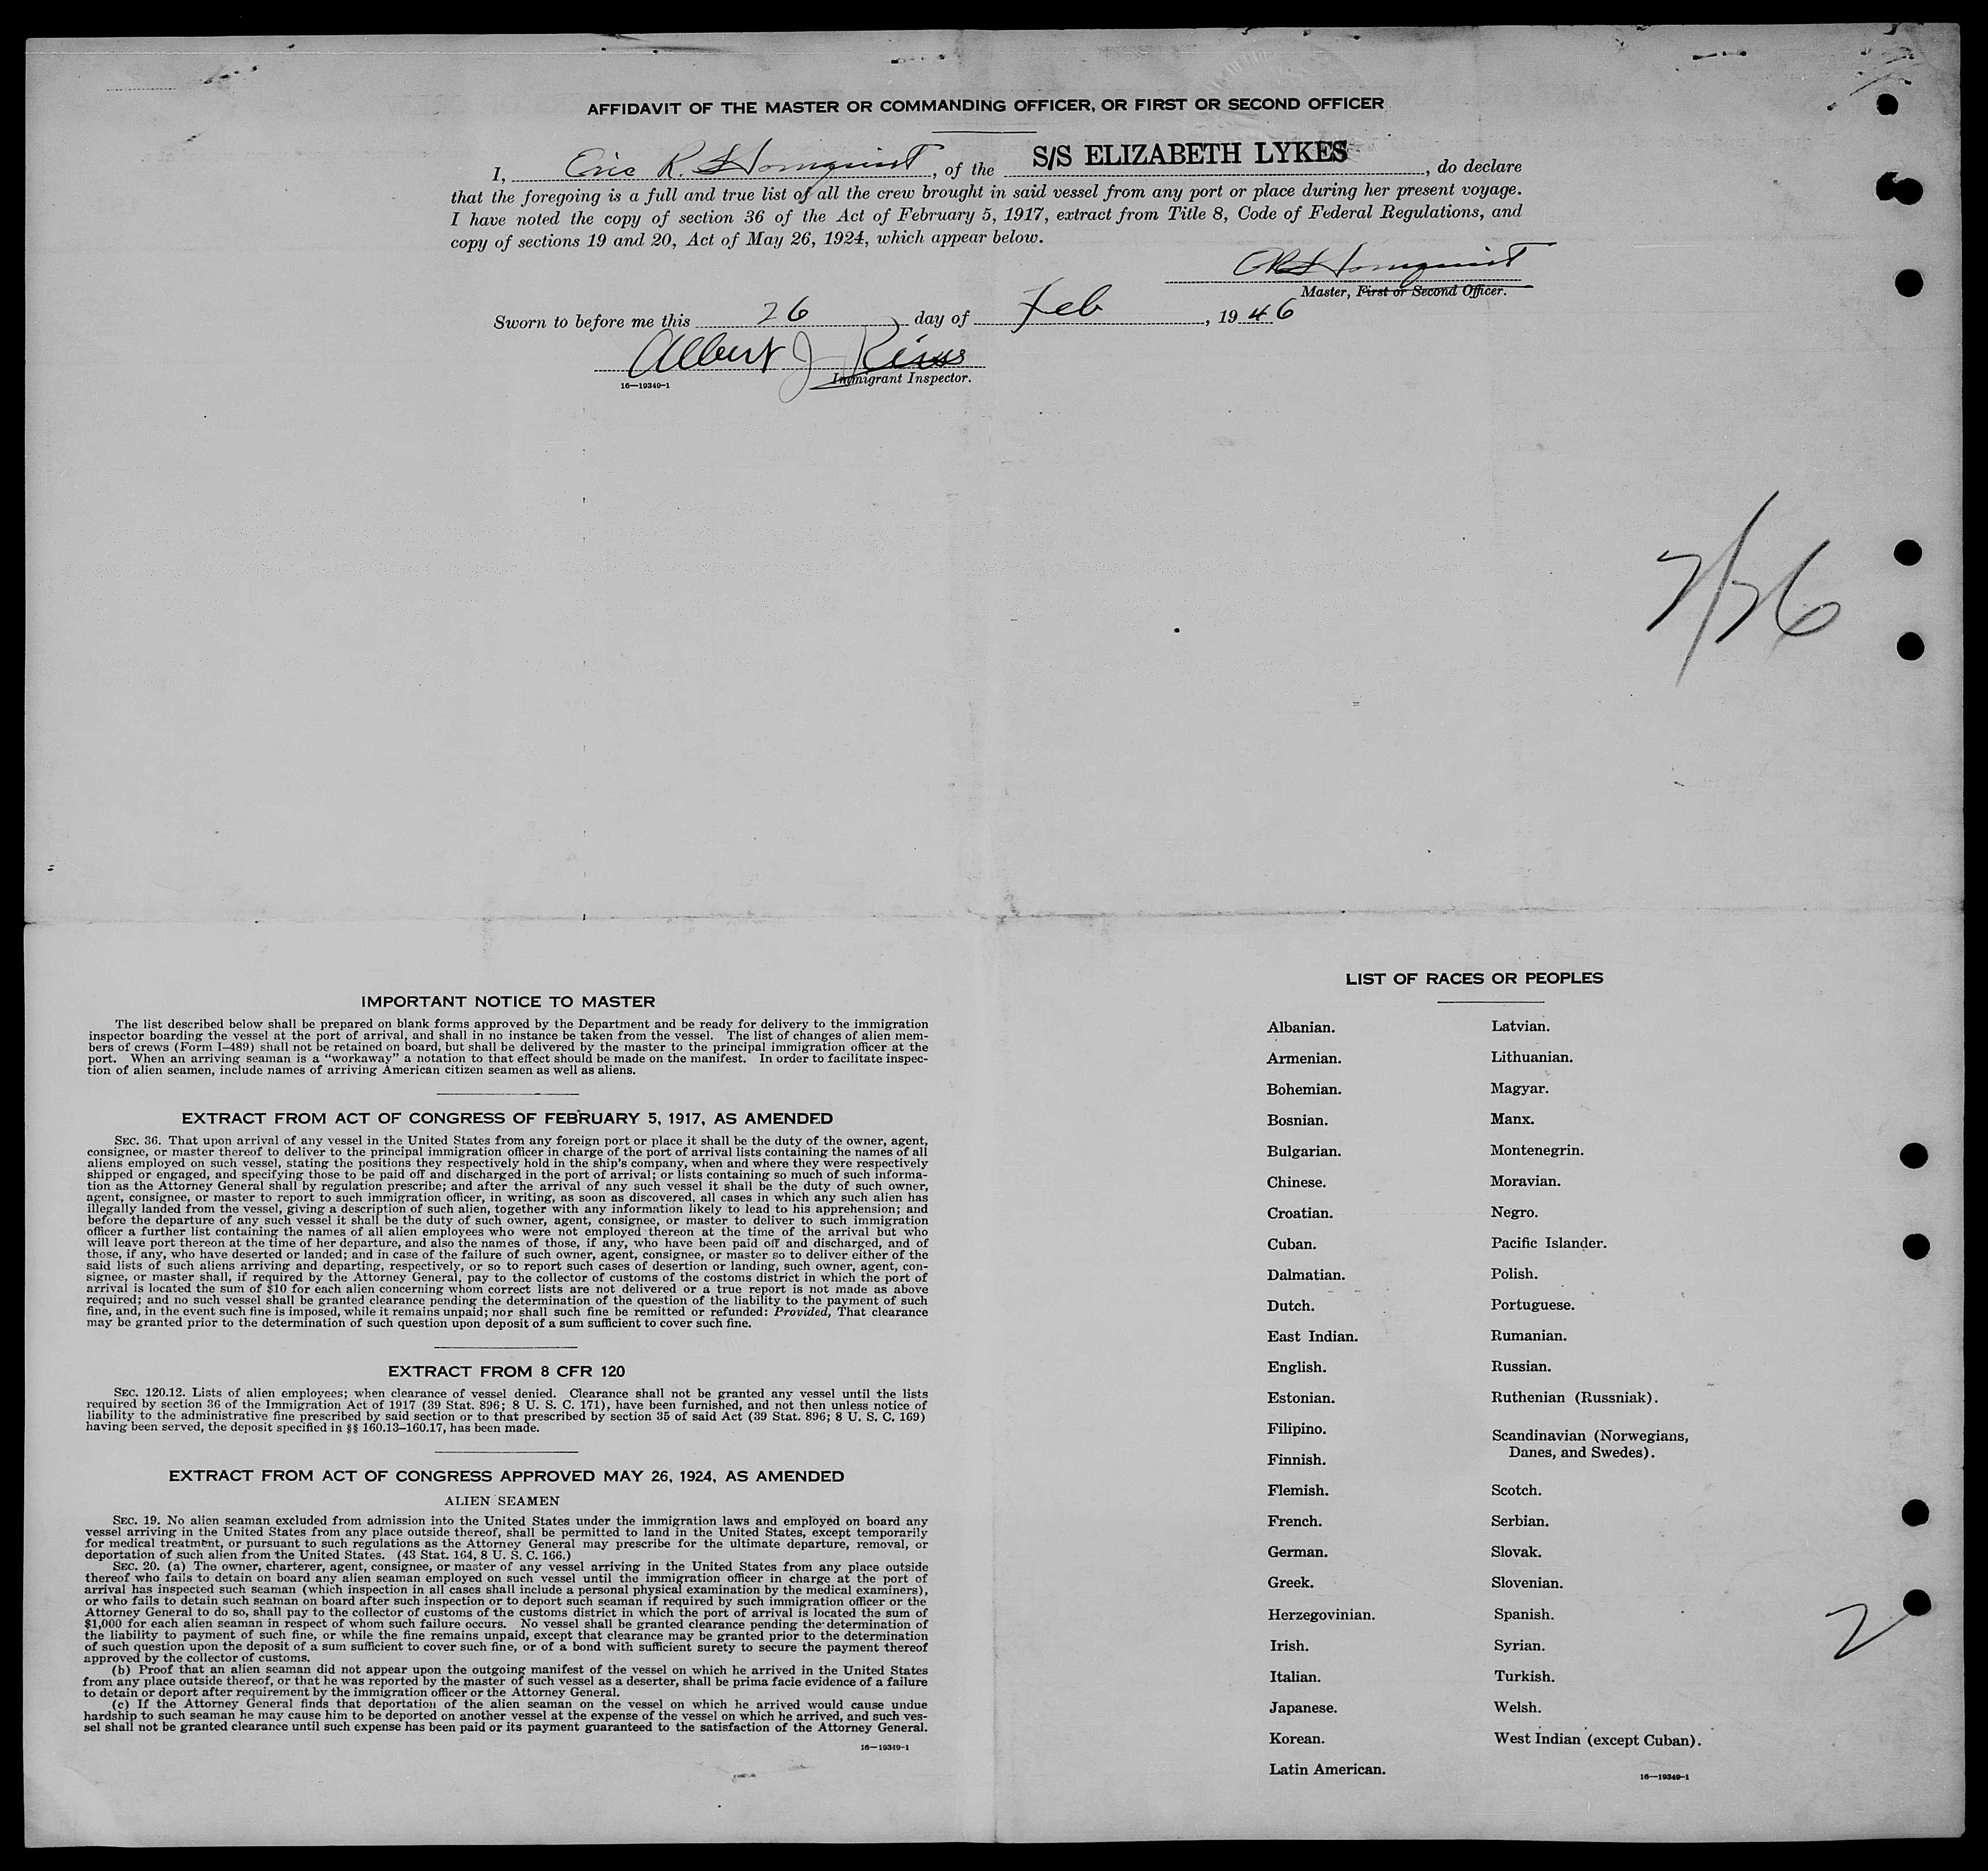 AFFIDAVIT OF THE MASTER OR COMMANDING OFFICER, OR FIRST OR SECOND OFFICER
I, Eric R. Homquist, of the S/S ELIZABETH LYKES, do declare
that the foregoing is a full and true list of all the crew brought in said vessel from any port or place during her present voyage.
I have noted the copy of section 36 of the Act of February 5, 1917, extract from Title 8, Code of Federal Regulations, and
copy of sections 19 and 20, Act of May 26, 1924, which appear below.
Master, First or Second Officer.
Sworn to before me this 26 day of Feb, 1946
Albert J
Immigrant Inspector.
16—19349-1
2/26
IMPORTANT NOTICE TO MASTER
The list described below shall be prepared on blank forms approved by the Department and be ready for delivery to the immigration
inspector boarding the vessel at the port of arrival, and shall in no instance be taken from the vessel. The list of changes of alien mem-
bers of crews (Form I-489) shall not be retained on board, but shall be delivered by the master to the principal immigration officer at the
port. When an arriving seaman is a "workaway" a notation to that effect should be made on the manifest. In order to facilitate inspec-
tion of alien seamen, include names of arriving American citizen seamen as well as aliens.
EXTRACT FROM ACT OF CONGRESS OF FEBRUARY 5, 1917, AS AMENDED
SEC. 36. That upon arrival of any vessel in the United States from any foreign port or place it shall be the duty of the owner, agent,
consignee, or master thereof to deliver to the principal immigration officer in charge of the port of arrival lists containing the names of all
aliens employed on such vessel, stating the positions they respectively hold in the ship's company, when and where they were respectively
shipped or engaged, and specifying those to be paid off and discharged in the port of arrival; or lists containing so much of such informa-
tion as the Attorney General shall by regulation prescribe; and after the arrival of any such vessel it shall be the duty of such owner,
agent, consignee, or master to report to such immigration officer, in writing, as soon as discovered, all cases in which any such alien has
illegally landed from the vessel, giving a description of such alien, together with any information likely to lead to his apprehension; and
before the departure of any such vessel it shall be the duty of such owner, agent, consignee, or master to deliver to such immigration
officer a further list containing the names of all alien employees who were not employed thereon at the time of the arrival but who
will leave port thereon at the time of her departure, and also the names of those, if any, who have been paid off and discharged, and of
those, if any, who have deserted or landed; and in case of the failure of such owner, agent, consignee, or master so to deliver either of the
said lists of such aliens arriving and departing, respectively, or so to report such cases of desertion or landing, such owner, agent, con-
signee, or master shall, if required by the Attorney General, pay to the collector of customs of the costoms district in which the port of
arrival is located the sum of $10 for each alien concerning whom correct lists are not delivered or a true report is not made as above
required; and no such vessel shall be granted clearance pending the determination of the question of the liability to the payment of such
fine, and, in the event such fine is imposed, while it remains unpaid; nor shall such fine be remitted or refunded: Provided, That clearance
may be granted prior to the determination of such question upon deposit of a sum sufficient to cover such fine.
EXTRACT FROM 8 CFR 120
SEC. 120.12. Lists of alien employees; when clearance of vessel denied. Clearance shall not be granted any vessel until the lists
required by section 36 of the Immigration Act of 1917 (39 Stat. 896; 8 U. S. C. 171), have been furnished, and not then unless notice of
liability to the administrative fine prescribed by said section or to that prescribed by section 35 of said Act (39 Stat. 896; 8 U. S. C. 169)
having been served, the deposit specified in §§ 160.13–160.17, has been made.
EXTRACT FROM ACT OF CONGRESS APPROVED MAY 26, 1924, AS AMENDED
ALIEN SEAMEN
SEC. 19. No alien seaman excluded from admission into the United States under the immigration laws and employed on board any
vessel arriving in the United States from any place outside thereof, shall be permitted to land in the United States, except temporarily
for medical treatment, or pursuant to such regulations as the Attorney General may prescribe for the ultimate departure, removal, or
deportation of such alien from the United States. (43 Stat. 164, 8 U. S. C. 166.)
SEC. 20. (a) The owner, charterer, agent, consignee, or master of any vessel arriving in the United States from any place outside
thereof who fails to detain on board any alien seaman employed on such vessel until the immigration officer in charge at the port of
arrival has inspected such seaman (which inspection in all cases shall include a personal physical examination by the medical examiners),
or who fails to detain such seaman on board after such inspection or to deport such seaman if required by such immigration officer or the
Attorney General to do so, shall pay to the collector of customs of the customs district in which the port of arrival is located the sum of
$1,000 for each alien seaman in respect of whom such failure occurs. No vessel shall be granted clearance pending the determination of
the liability to payment of such fine, or while the fine remains unpaid, except that clearance may be granted prior to the determination
of such question upon the deposit of a sum sufficient to cover such fine, or of a bond with sufficient surety to secure the payment thereof
approved by the collector of customs.
(b) Proof that an alien seaman did not appear upon the outgoing manifest of the vessel on which he arrived in the United States
from any place outside thereof, or that he was reported by the master of such vessel as a deserter, shall be prima facie evidence of a failure
to detain or deport after requirement by the immigration officer or the Attorney General.
(c) If the Attorney General finds that deportation of the alien seaman on the vessel on which he arrived would cause undue
hardship to such seaman he may cause him to be deported on another vessel at the expense of the vessel on which he arrived, and such ves-
sel shall not be granted clearance until such expense has been paid or its payment guaranteed to the satisfaction of the Attorney General.
16—19349-1
LIST OF RACES OR PEOPLES
Albanian.
Armenian.
Bohemian.
Bosnian.
Bulgarian.
Chinese.
Croatian.
Cuban.
Dalmatian.
Dutch.
East Indian.
English.
Estonian.
Filipino.
Finnish.
Flemish.
French.
German.
Greek.
Herzegovinian.
Irish.
Italian.
Japanese.
Korean.
Latin American.
Latvian.
Lithuanian.
Magyar.
Manx.
Montenegrin.
Moravian.
Negro.
Pacific Islander.
Polish.
Portuguese.
Rumanian.
Russian.
Ruthenian (Russniak).
Scandinavian (Norwegians,
Danes, and Swedes).
Scotch.
Serbian.
Slovak.
Slovenian.
Spanish.
Syrian.
Turkish.
Welsh.
West Indian (except Cuban).
16—19349-1
2